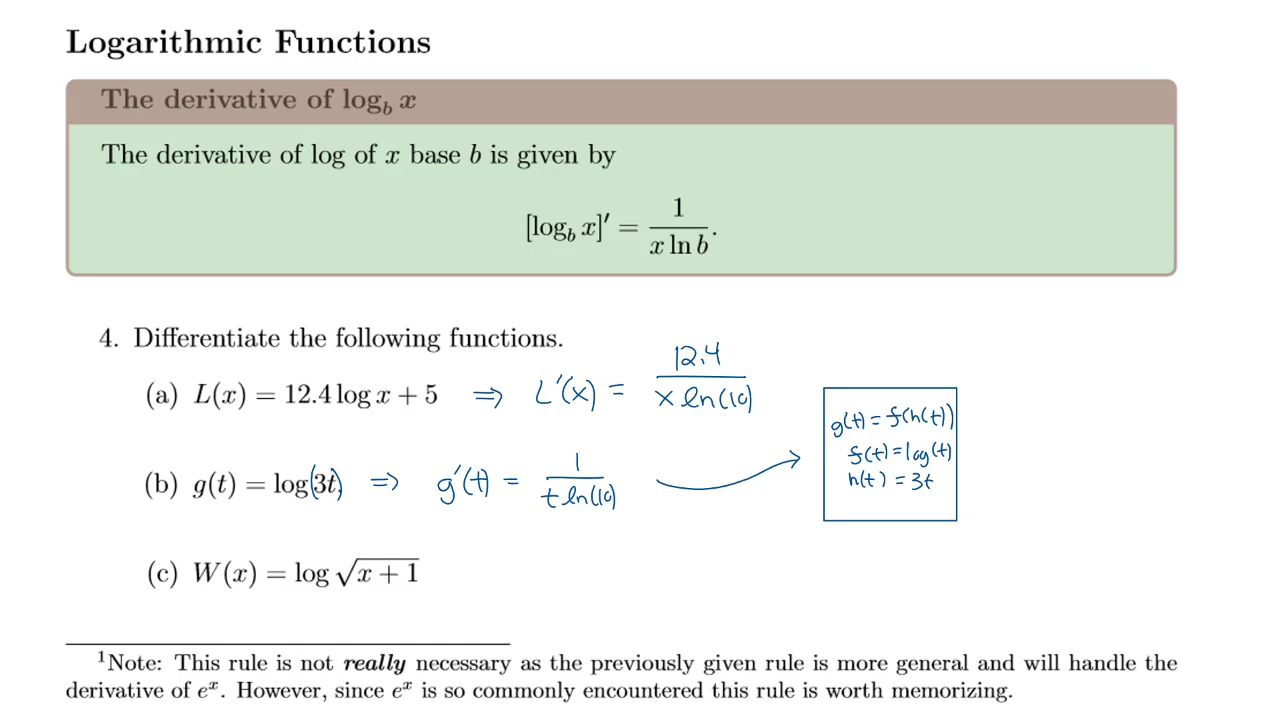 Logarithmic Functions
The derivative of log_b x
The derivative of log of x base b is given by
[log_b x]′ = 1/(x ln b).
4. Differentiate the following functions.
(a) L(x) = 12.4 log x + 5 ⇒ L′(x) = 12.4/(x ln(10))
(b) g(t) = log(3t) ⇒ g′(t) = 1/(t ln(10))
g(t) = f(h(t))
f(t) = log(t)
h(t) = 3t
(c) W(x) = log √(x + 1)
¹Note: This rule is not really necessary as the previously given rule is more general and will handle the
derivative of eˣ. However, since eˣ is so commonly encountered this rule is worth memorizing.